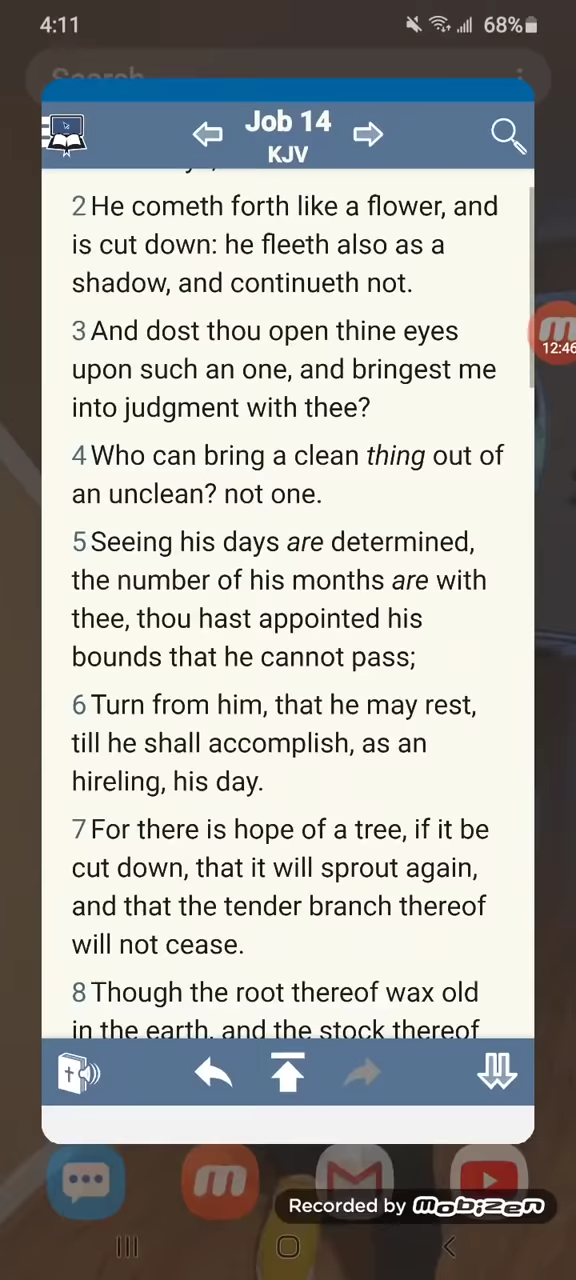 4:11
68%
Search
Job 14
KJV
2 He cometh forth like a flower, and
is cut down: he fleeth also as a
shadow, and continueth not.
3 And dost thou open thine eyes
upon such an one, and bringest me
into judgment with thee?
12:46
4 Who can bring a clean thing out of
an unclean? not one.
5 Seeing his days are determined,
the number of his months are with
thee, thou hast appointed his
bounds that he cannot pass;
6 Turn from him, that he may rest,
till he shall accomplish, as an
hireling, his day.
7 For there is hope of a tree, if it be
cut down, that it will sprout again,
and that the tender branch thereof
will not cease.
8 Though the root thereof wax old
in the earth, and the stock thereof
Recorded by mobizen